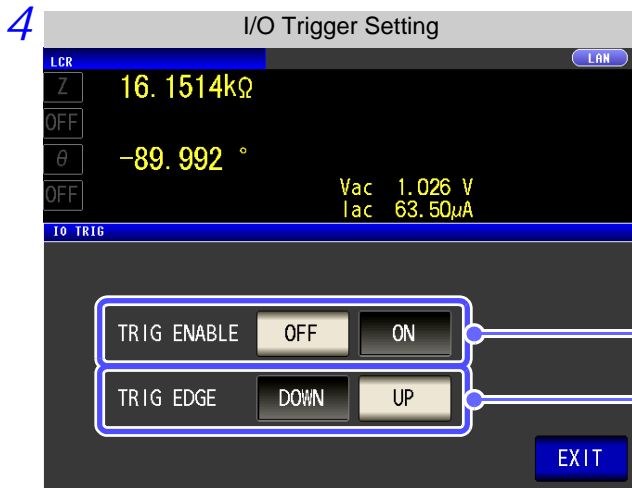 4
I/O Trigger Setting
LCR
LAN
Z 16.1514kΩ
OFF
θ -89.992 °
OFF
Vac 1.026 V
Iac 63.50μA
IO TRIG
TRIG ENABLE OFF ON
TRIG EDGE DOWN UP
EXIT